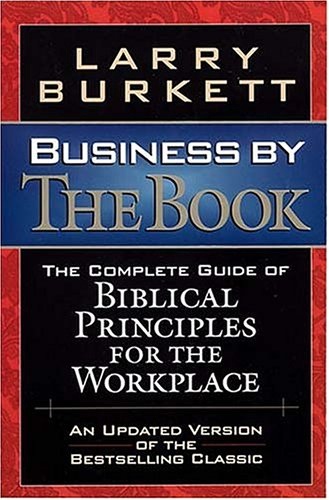 LARRY
BURKETT
BUSINESS BY
THE BOOK
THE COMPLETE GUIDE OF
BIBLICAL
PRINCIPLES
FOR THE
WORKPLACE
AN UPDATED VERSION
OF THE
BESTSELLING CLASSIC